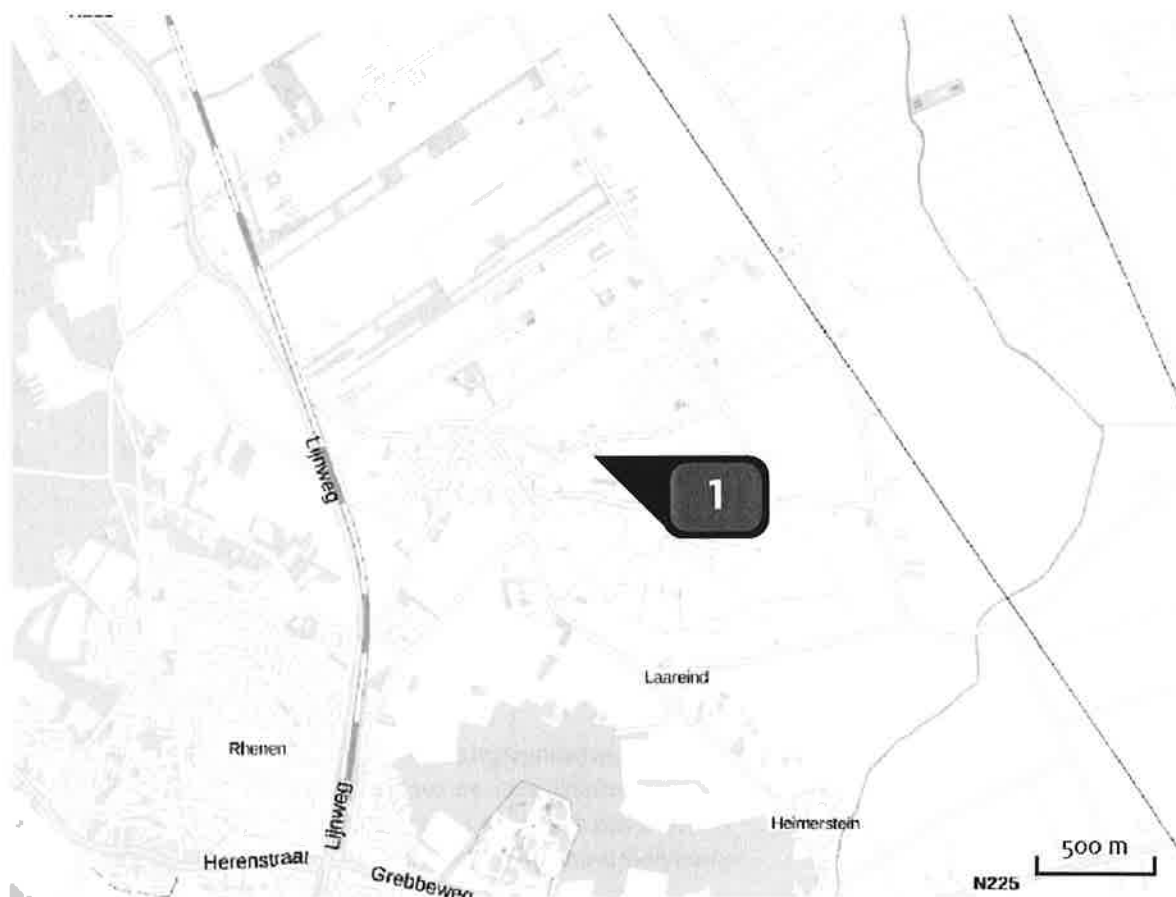 Lijnweg
1
Laareind
Rhenen
Lijnweg
Heimerstein
Herenstraat
Grebbeweg
500 m
N225